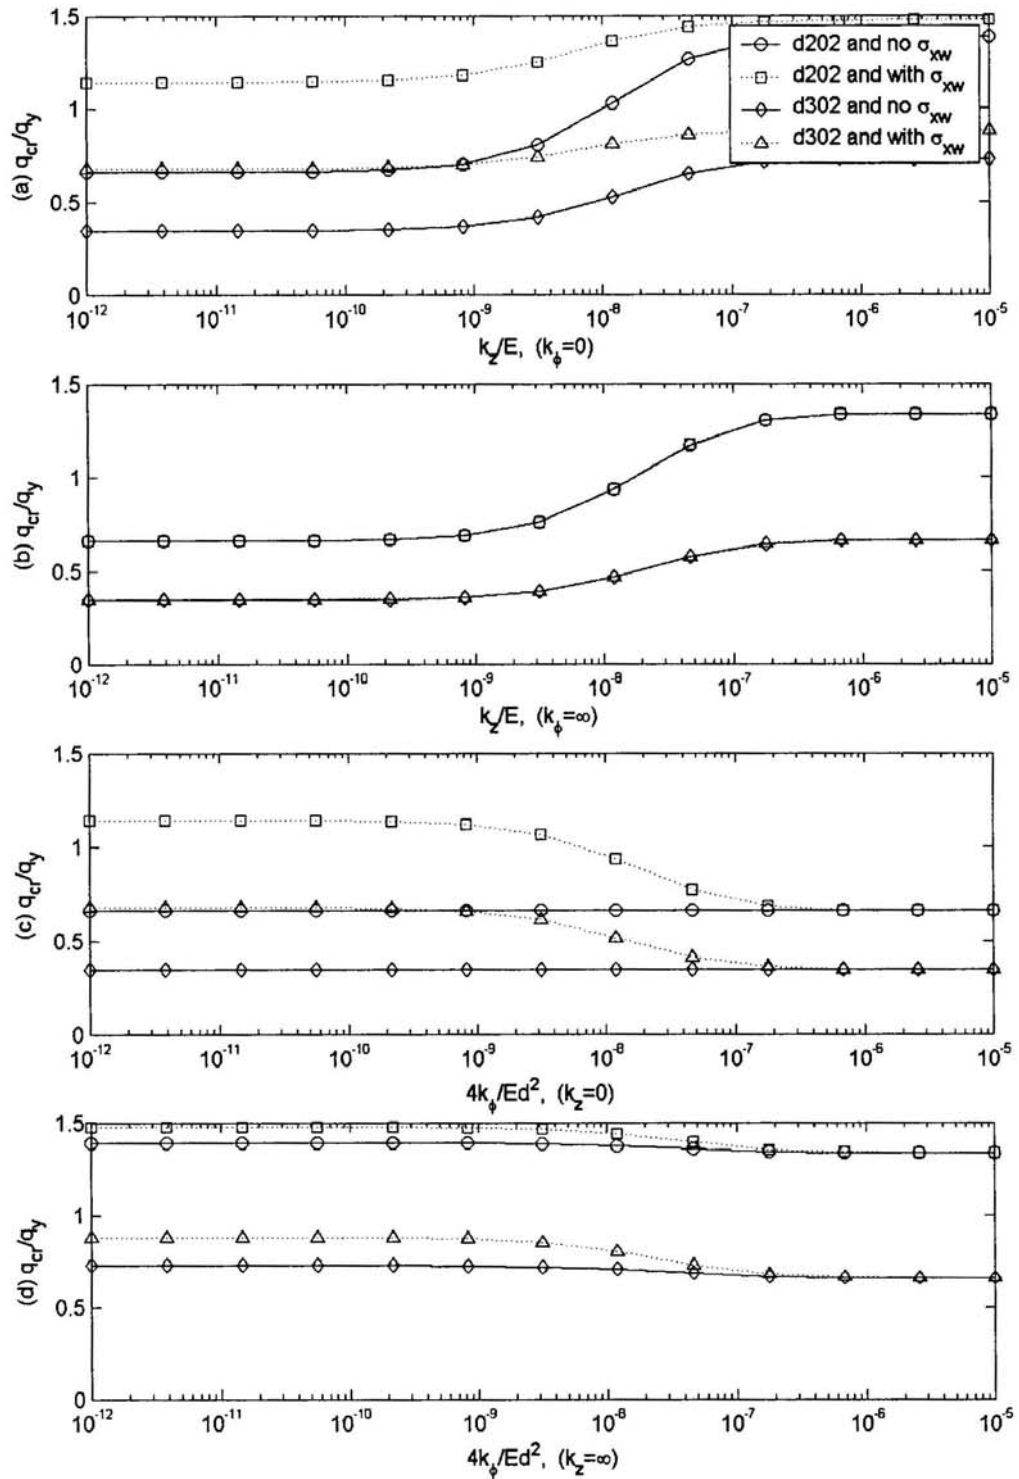 1.5
1
0.5
0
(a) q_cr/q_y
d202 and no σ_xw
d202 and with σ_xw
d302 and no σ_xw
d302 and with σ_xw
10^-12 10^-11 10^-10 10^-9 10^-8 10^-7 10^-6 10^-5
k_z/E, (k_ϕ=0)
1.5
1
0.5
0
(b) q_cr/q_y
10^-12 10^-11 10^-10 10^-9 10^-8 10^-7 10^-6 10^-5
k_z/E, (k_ϕ=∞)
1.5
1
0.5
0
(c) q_cr/q_y
10^-12 10^-11 10^-10 10^-9 10^-8 10^-7 10^-6 10^-5
4k_ϕ/Ed^2, (k_z=0)
1.5
1
0.5
0
(d) q_cr/q_y
10^-12 10^-11 10^-10 10^-9 10^-8 10^-7 10^-6 10^-5
4k_ϕ/Ed^2, (k_z=∞)